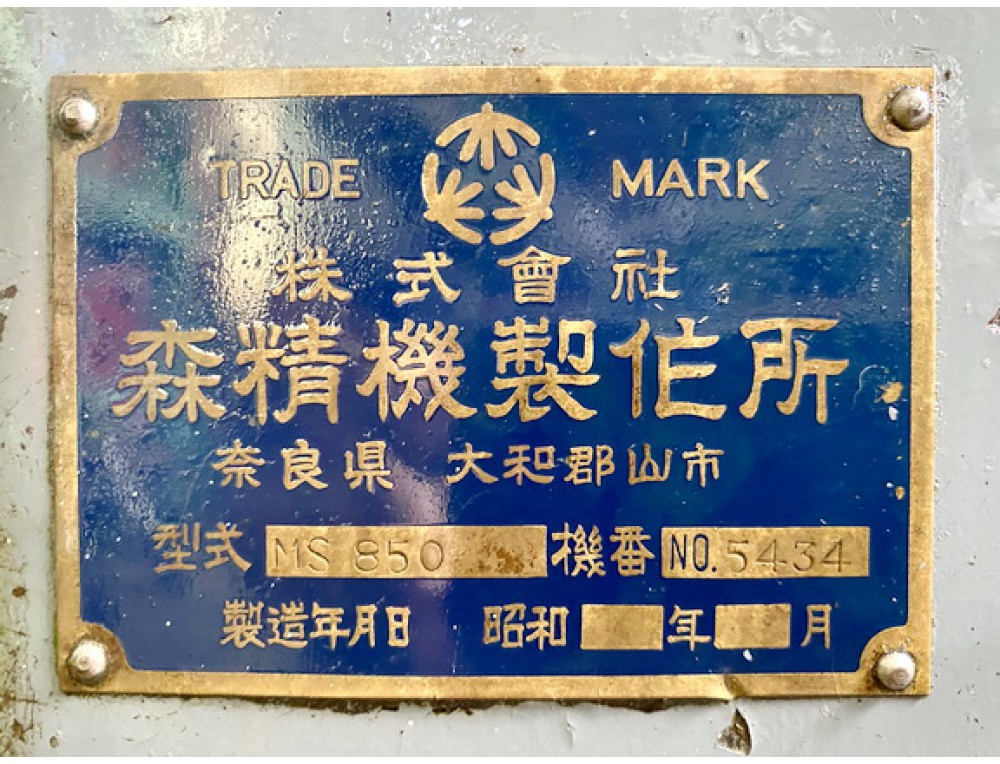 TRADE MARK
株式會社
森精機製作所
奈良県 大和郡山市
型式 MS 850 機番 NO. 5434
製造年月日 昭和 年 月